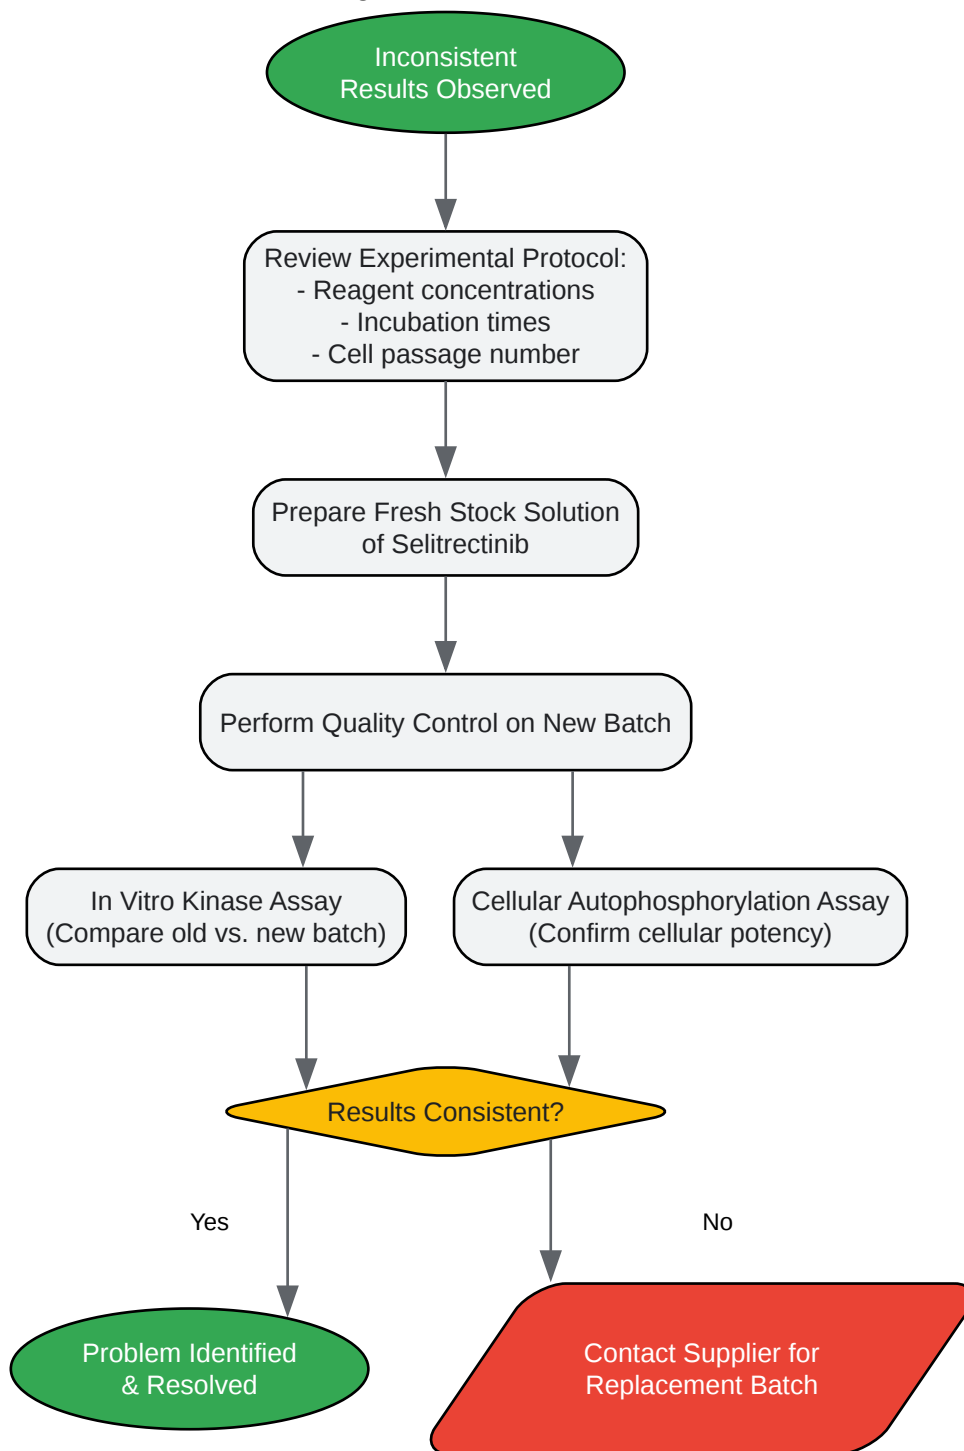 Inconsistent
Results Observed
Review Experimental Protocol:
- Reagent concentrations
- Incubation times
- Cell passage number
Prepare Fresh Stock Solution
of Selitrectinib
Perform Quality Control on New Batch
In Vitro Kinase Assay
(Compare old vs. new batch)
Cellular Autophosphorylation Assay
(Confirm cellular potency)
Results Consistent?
Yes
No
Problem Identified
& Resolved
Contact Supplier for
Replacement Batch